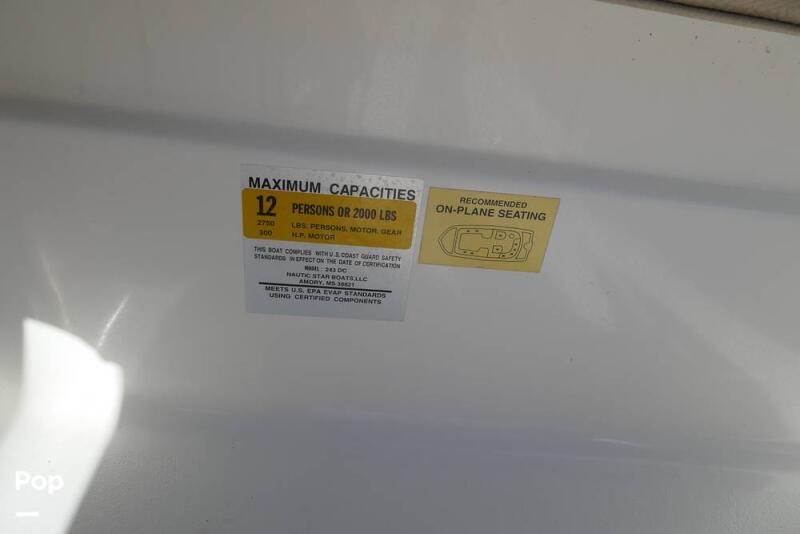 MAXIMUM CAPACITIES
12 PERSONS OR 2000 LBS
2750 LBS. PERSONS, MOTOR, GEAR
300 H.P. MOTOR
THIS BOAT COMPLIES WITH U.S. COAST GUARD SAFETY
STANDARDS IN EFFECT ON THE DATE OF CERTIFICATION
MODEL: 243 DC
NAUTIC STAR BOATS, LLC
AMORY, MS 38821
MEETS U.S. EPA EVAP STANDARDS
USING CERTIFIED COMPONENTS
RECOMMENDED
ON-PLANE SEATING
Pop